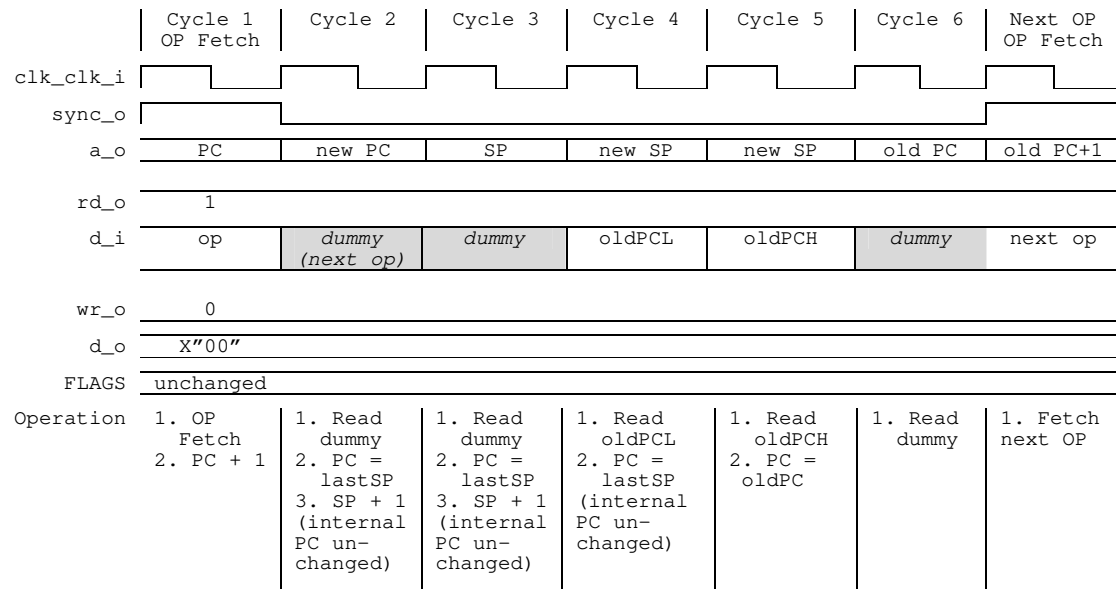 Cycle 1 Cycle 2 Cycle 3 Cycle 4 Cycle 5 Cycle 6 Next OP
OP Fetch OP Fetch
clk_clk_i
sync_o
a_o PC new PC SP new SP new SP old PC old PC+1
rd_o 1
d_i op dummy dummy oldPCL oldPCH dummy next op
(next op)
wr_o 0
d_o X"00"
FLAGS unchanged
Operation 1. OP 1. Read 1. Read 1. Read 1. Read 1. Read 1. Fetch
Fetch dummy dummy oldPCL oldPCH dummy next OP
2. PC + 1 2. PC = 2. PC = 2. PC = 2. PC =
lastSP lastSP lastSP oldPC
3. SP + 1 3. SP + 1 (internal
(internal (internal PC un-
PC un- PC un- changed)
changed) changed)